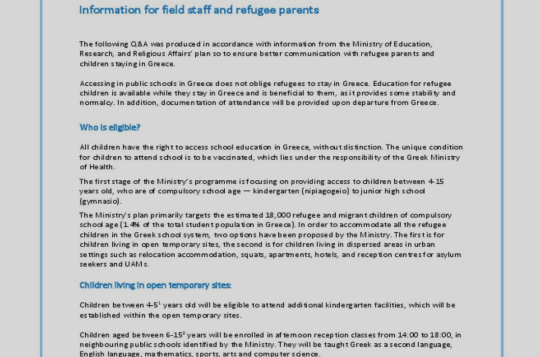 Information for field staff and refugee parents
The following Q&A was produced in accordance with information from the Ministry of Education,
Research, and Religious Affairs' plan so to ensure better communication with refugee parents and
children staying in Greece.
Accessing in public schools in Greece does not oblige refugees to stay in Greece. Education for refugee
children is available while they stay in Greece and is beneficial to them, as it provides some stability and
normalcy. In addition, documentation of attendance will be provided upon departure from Greece.
Who is eligible?
All children have the right to access school education in Greece, without distinction. The unique condition
for children to attend school is to be vaccinated, which lies under the responsibility of the Greek Ministry
of Health.
The first stage of the Ministry's programme is focusing on providing access to children between 4-15
years old, who are of compulsory school age — kindergarten (nipiagogeio) to junior high school
(gymnasio).
The Ministry's plan primarily targets the estimated 18,000 refugee and migrant children of compulsory
school age (1.4% of the total student population in Greece). In order to accommodate all the refugee
children in the Greek school system, two options have been proposed by the Ministry. The first is for
children living in open temporary sites, the second is for children living in dispersed areas in urban
settings such as relocation accommodation, squats, apartments, hotels, and reception centres for asylum
seekers and UAMs.
Children living in open temporary sites:
Children between 4-5¹ years old will be eligible to attend additional kindergarten facilities, which will be
established within the open temporary sites.
Children aged between 6-15² years will be enrolled in afternoon reception classes from 14:00 to 18:00, in
neighbouring public schools identified by the Ministry. They will be taught Greek as a second language,
English language, mathematics, sports, arts and computer science.